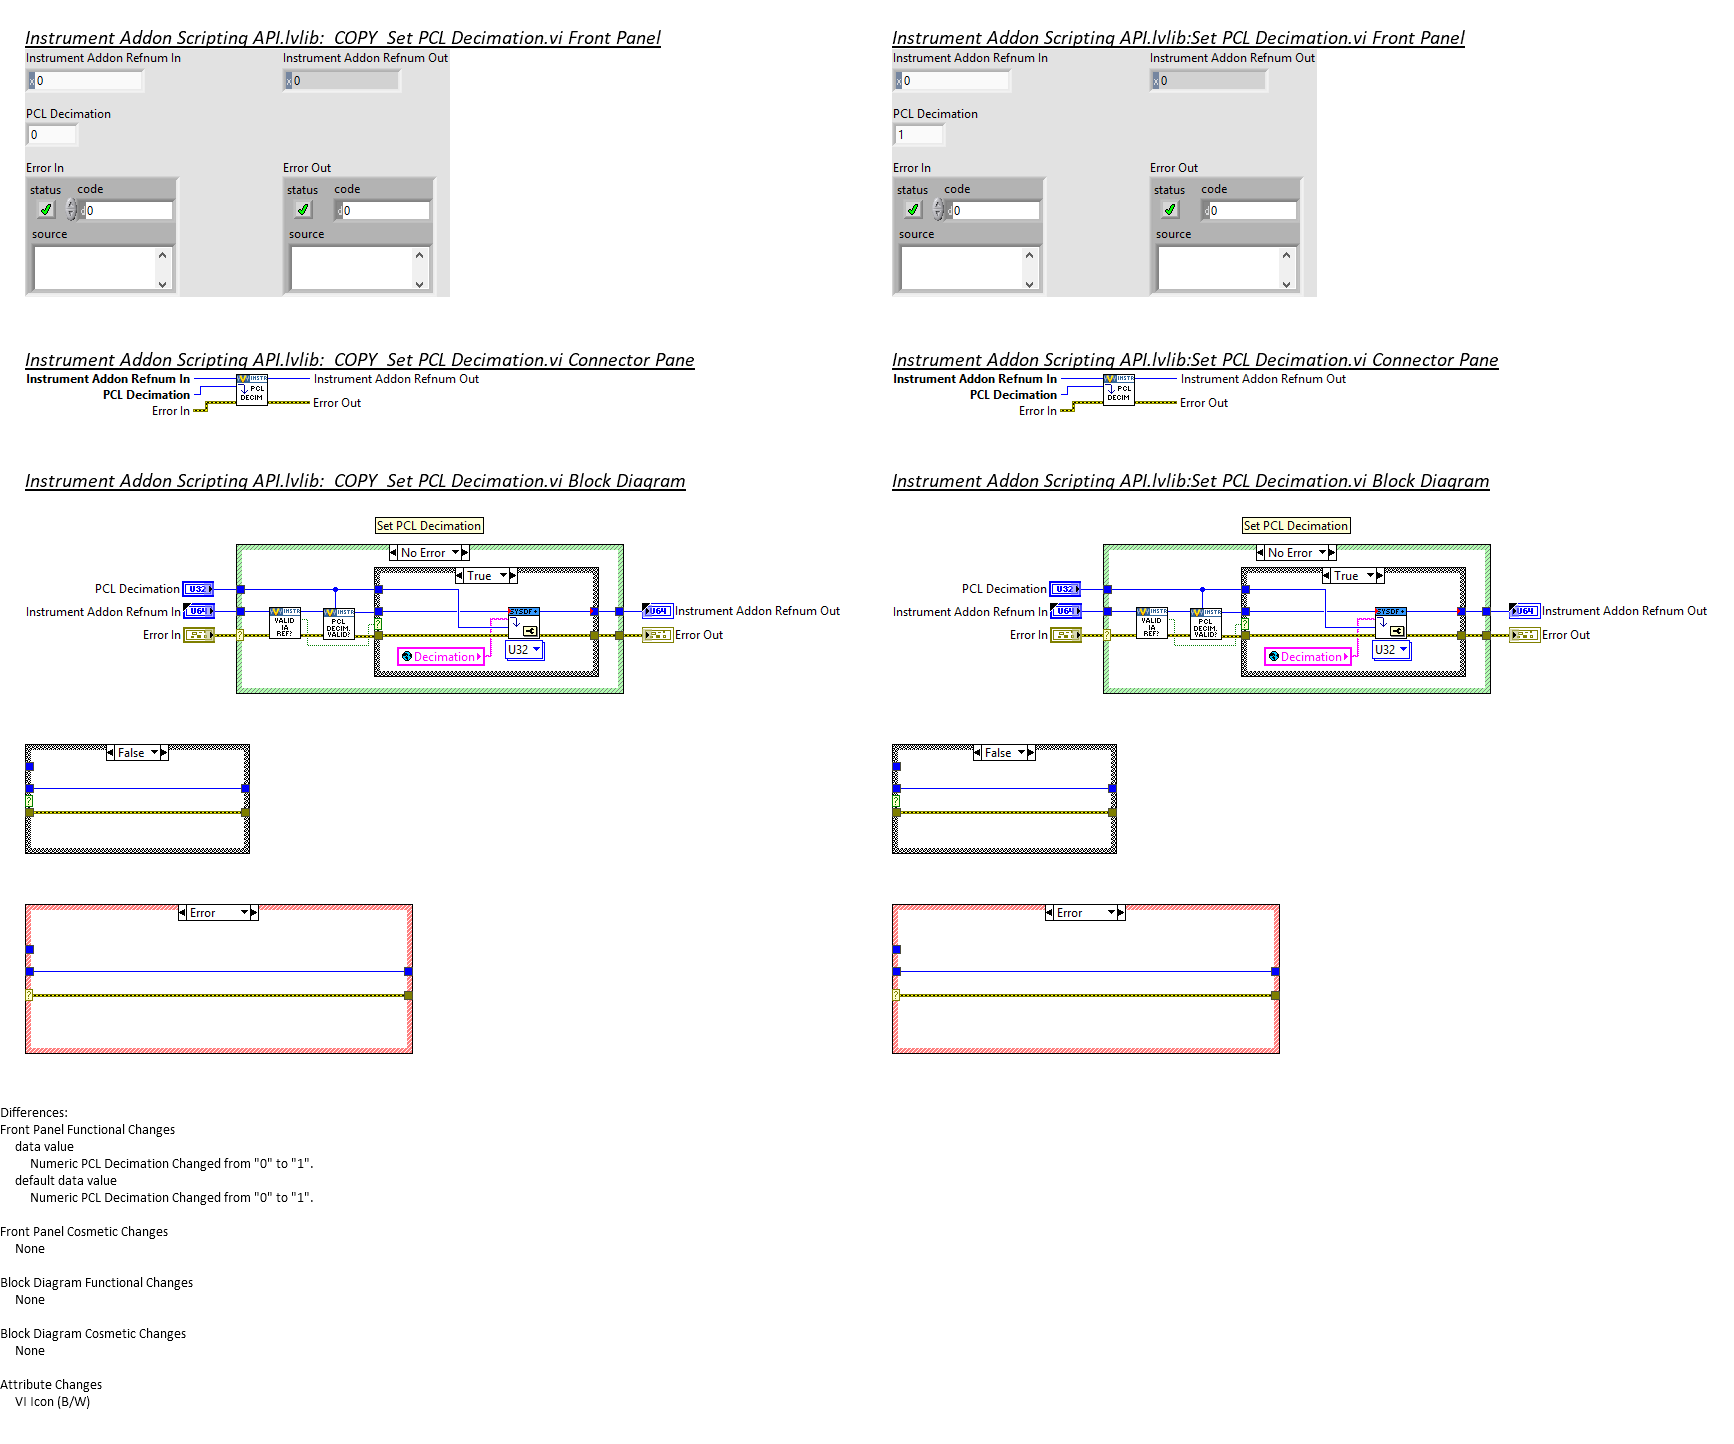 Instrument Addon Scripting API.lvlib:  COPY  Set PCL Decimation.vi Front Panel
Instrument Addon Refnum In
Instrument Addon Refnum Out
x 0
x 0
PCL Decimation
0
Error In
Error Out
status
code
status
code
d 0
d 0
source
source
Instrument Addon Scripting API.lvlib:Set PCL Decimation.vi Front Panel
Instrument Addon Refnum In
Instrument Addon Refnum Out
x 0
x 0
PCL Decimation
1
Error In
Error Out
status
code
status
code
d 0
d 0
source
source
Instrument Addon Scripting API.lvlib:  COPY  Set PCL Decimation.vi Connector Pane
Instrument Addon Refnum In
PCL Decimation
Error In
INSTR
PCL
DECIM
Instrument Addon Refnum Out
Error Out
Instrument Addon Scripting API.lvlib:Set PCL Decimation.vi Connector Pane
Instrument Addon Refnum In
PCL Decimation
Error In
INSTR
PCL
DECIM
Instrument Addon Refnum Out
Error Out
Instrument Addon Scripting API.lvlib:  COPY  Set PCL Decimation.vi Block Diagram
Set PCL Decimation
No Error
True
PCL Decimation
U32
Instrument Addon Refnum In
U64
Error In
INSTR
VALID
IA
REF?
INSTR
PCL
DECIM.
VALID?
?
?
SYSDF
U32
Decimation
U64
Instrument Addon Refnum Out
Error Out
Instrument Addon Scripting API.lvlib:Set PCL Decimation.vi Block Diagram
Set PCL Decimation
No Error
True
PCL Decimation
U32
Instrument Addon Refnum In
U64
Error In
INSTR
VALID
IA
REF?
INSTR
PCL
DECIM.
VALID?
?
?
SYSDF
U32
Decimation
U64
Instrument Addon Refnum Out
Error Out
False
?
False
?
Error
?
Error
?
Differences:
Front Panel Functional Changes
data value
Numeric PCL Decimation Changed from "0" to "1".
default data value
Numeric PCL Decimation Changed from "0" to "1".
Front Panel Cosmetic Changes
None
Block Diagram Functional Changes
None
Block Diagram Cosmetic Changes
None
Attribute Changes
VI Icon (B/W)